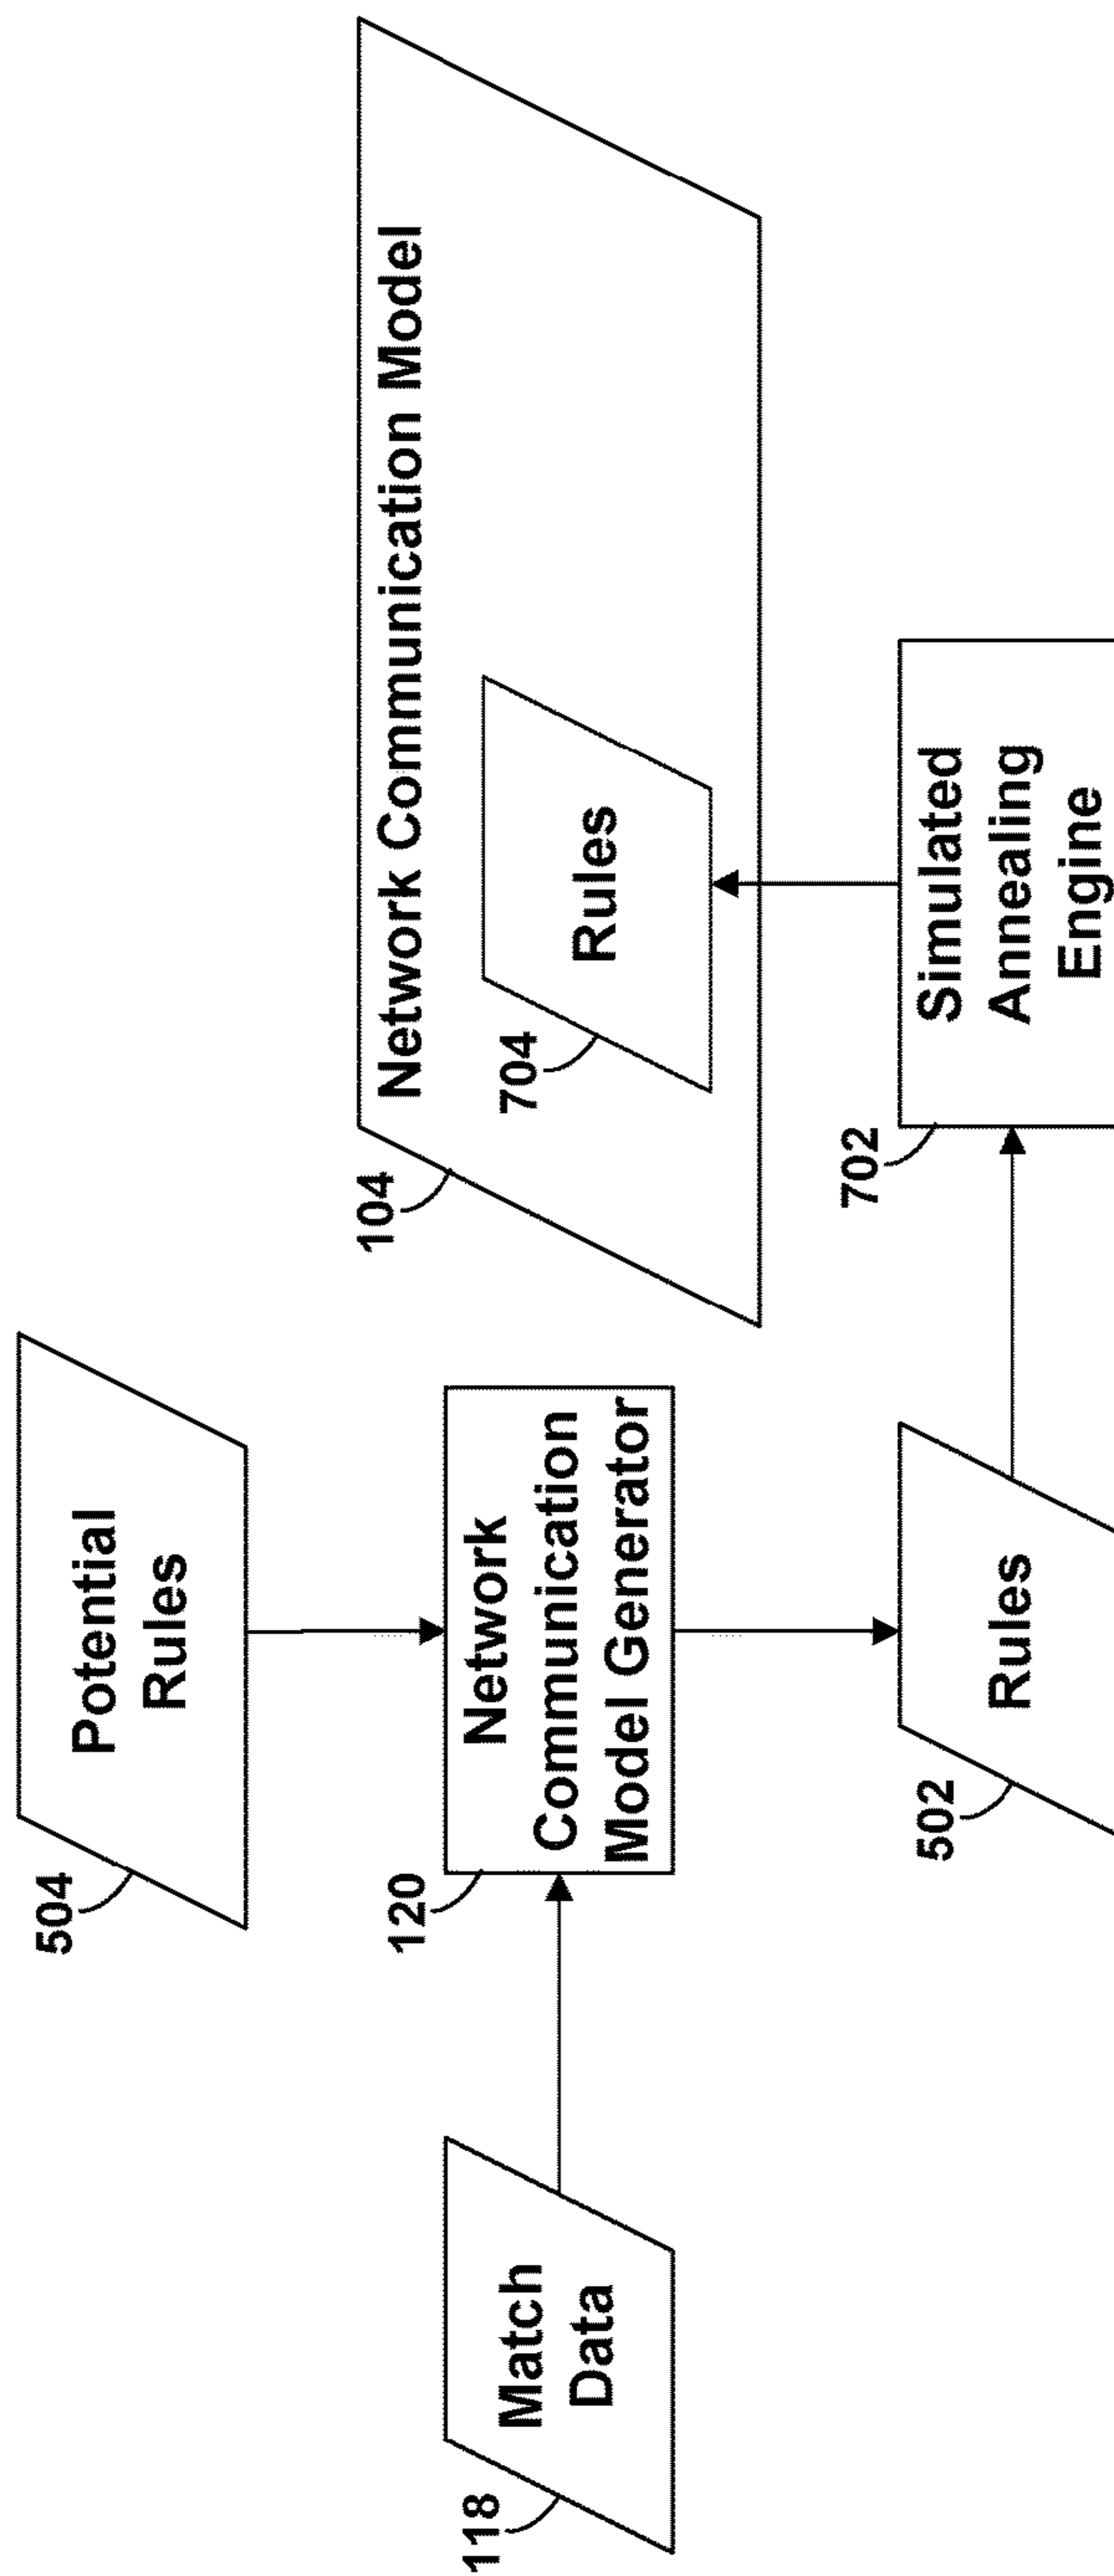 504
Potential
Rules
118
Match
Data
120
Network
Communication
Model Generator
104
Network Communication Model
704
Rules
502
Rules
702
Simulated
Annealing
Engine